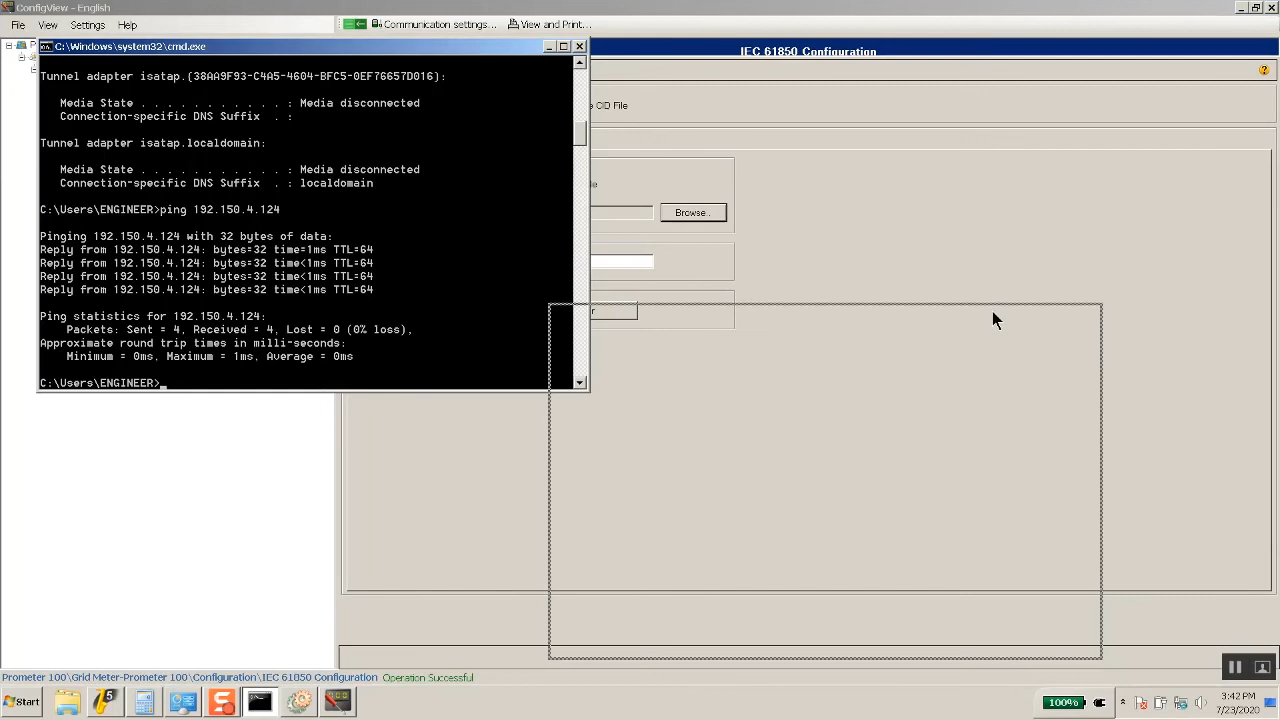 ConfigView - English
File View Settings Help
Communication settings... View and Print...
C:\Windows\system32\cmd.exe
IEC 61850 Configuration
Tunnel adapter isatap.{38AA9F93-C4A5-4604-BFC5-0EF76657D016}:
Media State . . . . . . . . . . . : Media disconnected
Connection-specific DNS Suffix . :
Tunnel adapter isatap.localdomain:
Media State . . . . . . . . . . . : Media disconnected
Connection-specific DNS Suffix . : localdomain
C:\Users\ENGINEER>ping 192.150.4.124
Pinging 192.150.4.124 with 32 bytes of data:
Reply from 192.150.4.124: bytes=32 time=1ms TTL=64
Reply from 192.150.4.124: bytes=32 time<1ms TTL=64
Reply from 192.150.4.124: bytes=32 time<1ms TTL=64
Reply from 192.150.4.124: bytes=32 time<1ms TTL=64
Ping statistics for 192.150.4.124:
Packets: Sent = 4, Received = 4, Lost = 0 (0% loss),
Approximate round trip times in milli-seconds:
Minimum = 0ms, Maximum = 1ms, Average = 0ms
C:\Users\ENGINEER>_
CID File
Browse..
Prometer 100\Grid Meter-Prometer 100\Configuration\IEC 61850 Configuration Operation Successful
Start
100%
3:42 PM
7/23/2020